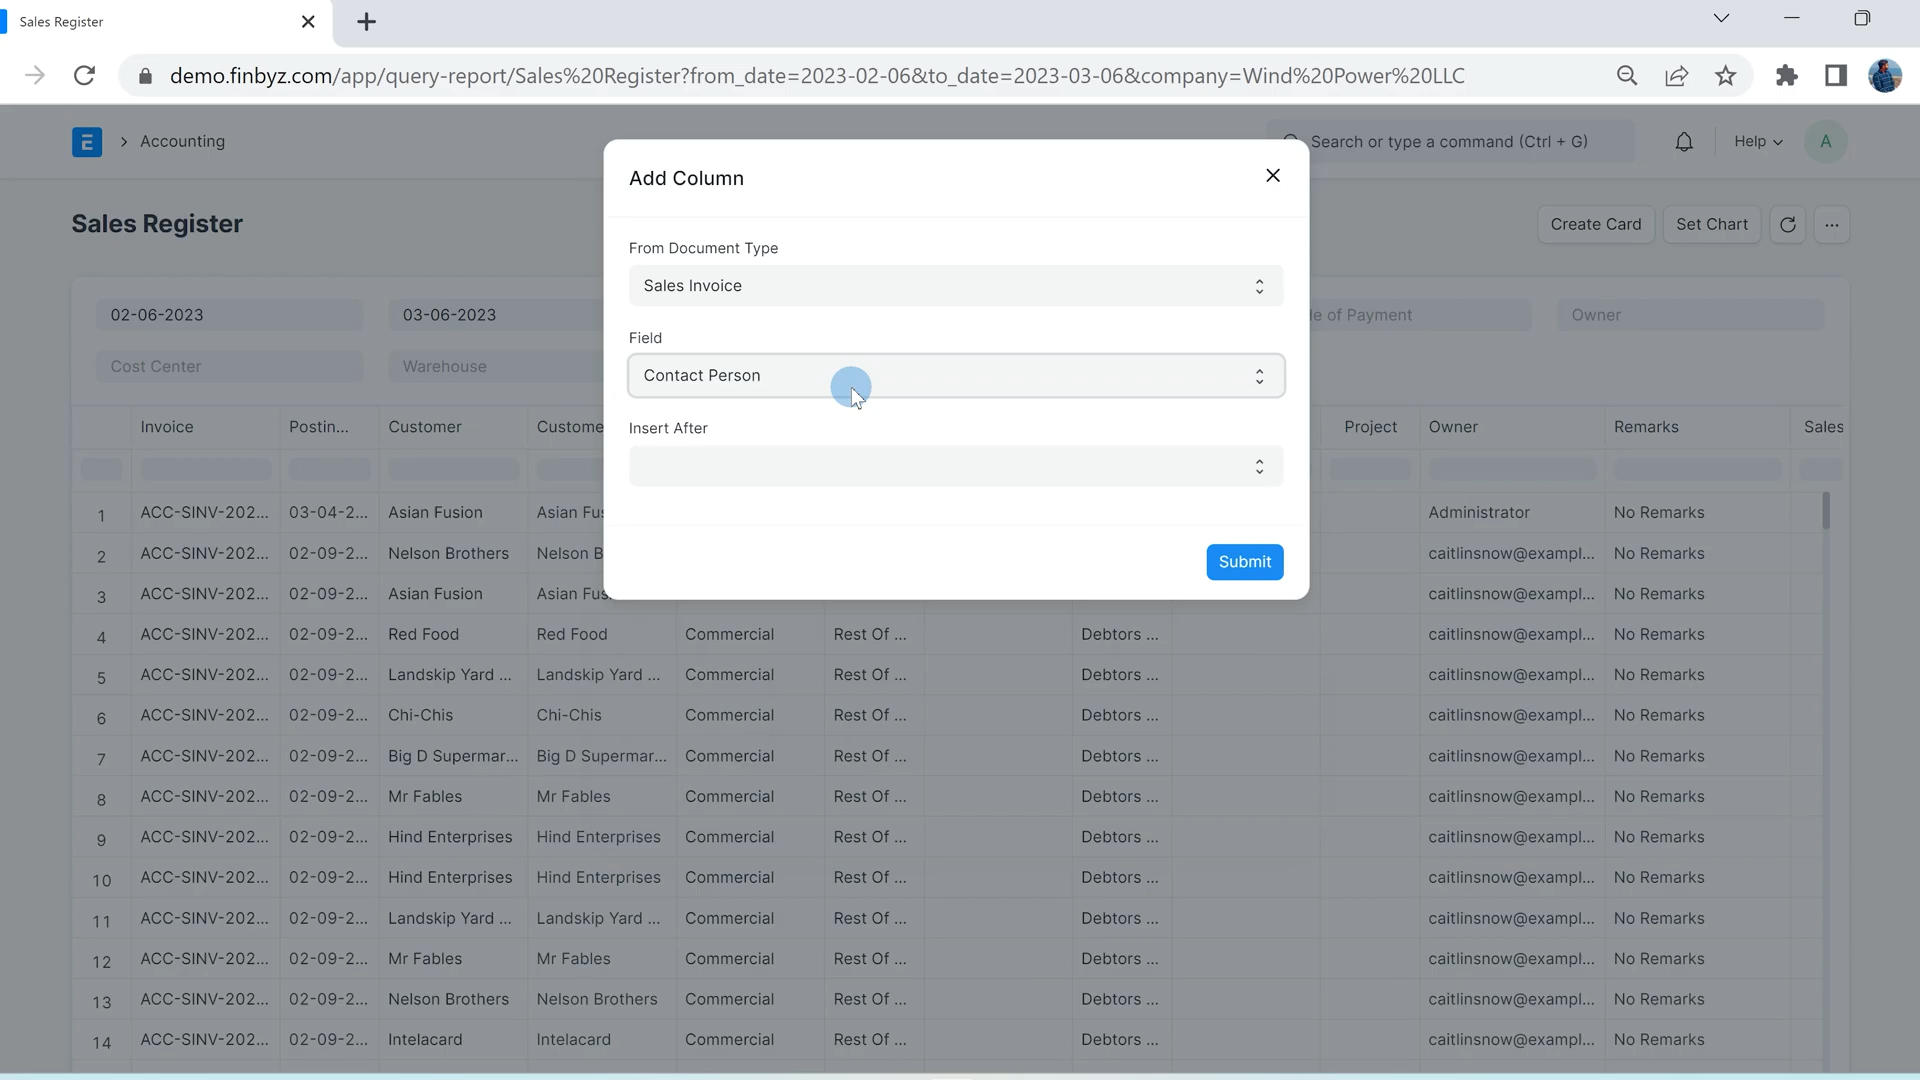 Sales Register
demo.finbyz.com/app/query-report/Sales%20Register?from_date=2023-02-06&to_date=2023-03-06&company=Wind%20Power%20LLC
E > Accounting
Search or type a command (Ctrl + G)
Help
A
Sales Register
Create Card
Set Chart
...
Add Column
From Document Type
Sales Invoice
Field
Contact Person
Insert After
Submit
02-06-2023 03-06-2023 of Payment Owner
Cost Center Warehouse
Invoice Postin... Customer Custome Project Owner Remarks Sales
1 ACC-SINV-202... 03-04-2... Asian Fusion Asian Fus Administrator No Remarks
2 ACC-SINV-202... 02-09-2... Nelson Brothers Nelson B caitlinsnow@exampl... No Remarks
3 ACC-SINV-202... 02-09-2... Asian Fusion Asian Fus caitlinsnow@exampl... No Remarks
4 ACC-SINV-202... 02-09-2... Red Food Red Food Commercial Rest Of ... Debtors ... caitlinsnow@exampl... No Remarks
5 ACC-SINV-202... 02-09-2... Landskip Yard ... Landskip Yard ... Commercial Rest Of ... Debtors ... caitlinsnow@exampl... No Remarks
6 ACC-SINV-202... 02-09-2... Chi-Chis Chi-Chis Commercial Rest Of ... Debtors ... caitlinsnow@exampl... No Remarks
7 ACC-SINV-202... 02-09-2... Big D Supermar... Big D Supermar... Commercial Rest Of ... Debtors ... caitlinsnow@exampl... No Remarks
8 ACC-SINV-202... 02-09-2... Mr Fables Mr Fables Commercial Rest Of ... Debtors ... caitlinsnow@exampl... No Remarks
9 ACC-SINV-202... 02-09-2... Hind Enterprises Hind Enterprises Commercial Rest Of ... Debtors ... caitlinsnow@exampl... No Remarks
10 ACC-SINV-202... 02-09-2... Hind Enterprises Hind Enterprises Commercial Rest Of ... Debtors ... caitlinsnow@exampl... No Remarks
11 ACC-SINV-202... 02-09-2... Landskip Yard ... Landskip Yard ... Commercial Rest Of ... Debtors ... caitlinsnow@exampl... No Remarks
12 ACC-SINV-202... 02-09-2... Mr Fables Mr Fables Commercial Rest Of ... Debtors ... caitlinsnow@exampl... No Remarks
13 ACC-SINV-202... 02-09-2... Nelson Brothers Nelson Brothers Commercial Rest Of ... Debtors ... caitlinsnow@exampl... No Remarks
14 ACC-SINV-202... 02-09-2... Intelacard Intelacard Commercial Rest Of ... Debtors ... caitlinsnow@exampl... No Remarks